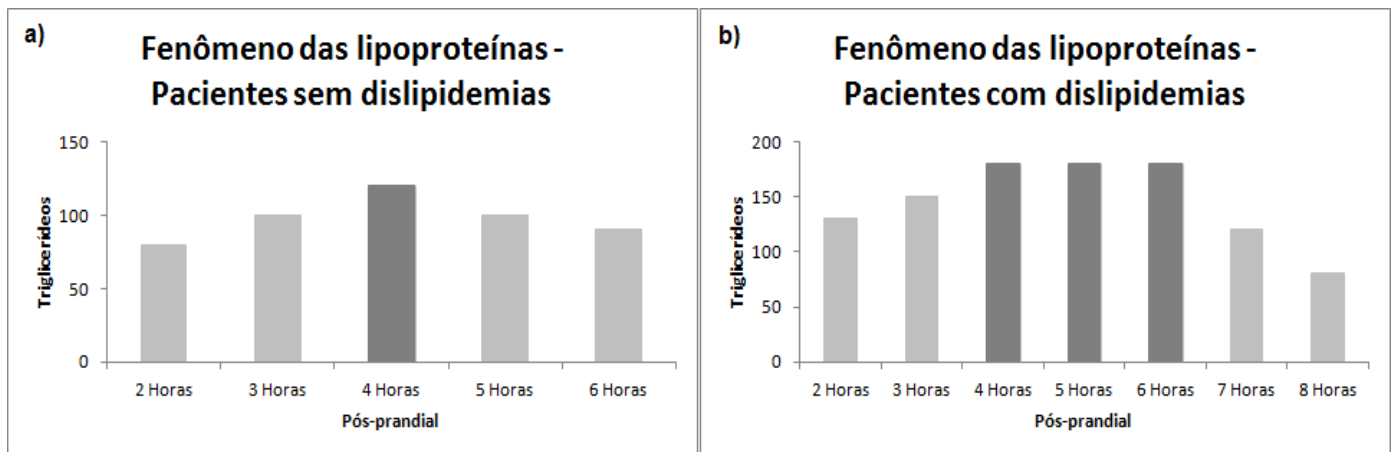 a)
Fenômeno das lipoproteínas -
Pacientes sem dislipidemias
150
100
50
0
Triglicerídeos
2 Horas 3 Horas 4 Horas 5 Horas 6 Horas
Pós-prandial
b)
Fenômeno das lipoproteínas -
Pacientes com dislipidemias
200
150
100
50
0
Triglicerídeos
2 Horas 3 Horas 4 Horas 5 Horas 6 Horas 7 Horas 8 Horas
Pós-prandial